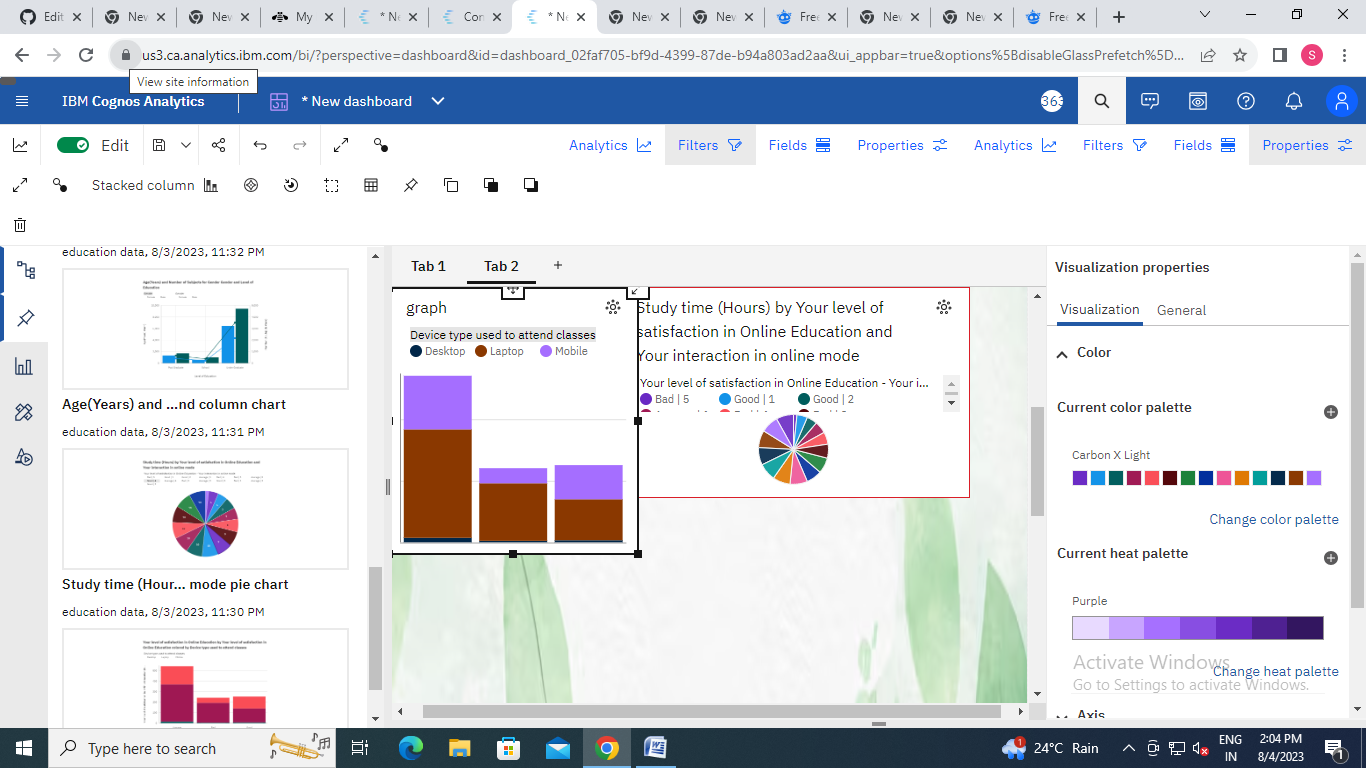 Edit
New
New
My
* Ne
Con
* Ne
New
New
Free
New
New
Free
us3.ca.analytics.ibm.com/bi/?perspective=dashboard&id=dashboard_02faf705-bf9d-4399-87de-b94a803ad2aa&ui_appbar=true&options%5BdisableGlassPrefetch%5D...
S
View site information
IBM Cognos Analytics
* New dashboard
363
Edit
Analytics
Filters
Fields
Properties
Analytics
Filters
Fields
Properties
Stacked column
education data, 8/3/2023, 11:32 PM
Age(Years) and ...nd column chart
education data, 8/3/2023, 11:31 PM
Study time (Hour... mode pie chart
education data, 8/3/2023, 11:30 PM
Tab 1
Tab 2
graph
Device type used to attend classes
Desktop
Laptop
Mobile
Study time (Hours) by Your level of
satisfaction in Online Education and
Your interaction in online mode
Your level of satisfaction in Online Education - Your i...
Bad | 5
Good | 1
Good | 2
Visualization properties
Visualization
General
Color
Current color palette
Carbon X Light
Change color palette
Current heat palette
Purple
Change heat palette
Activate Windows
Go to Settings to activate Windows.
Axis
Type here to search
1
24°C Rain
ENG
IN
2:04 PM
8/4/2023
1